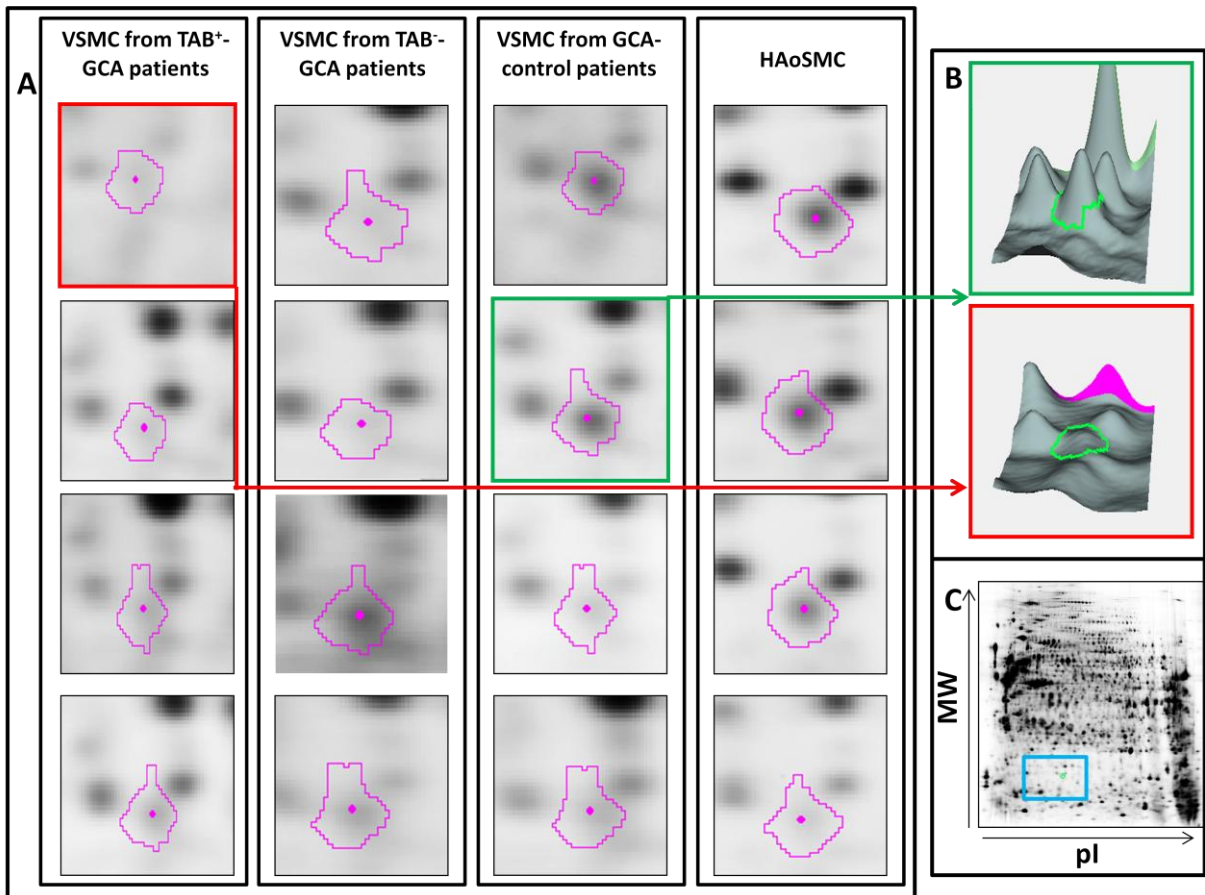 A
VSMC from TAB⁺-
GCA patients
VSMC from TAB⁻-
GCA patients
VSMC from GCA-
control patients
HAoSMC
B
C
MW
pI